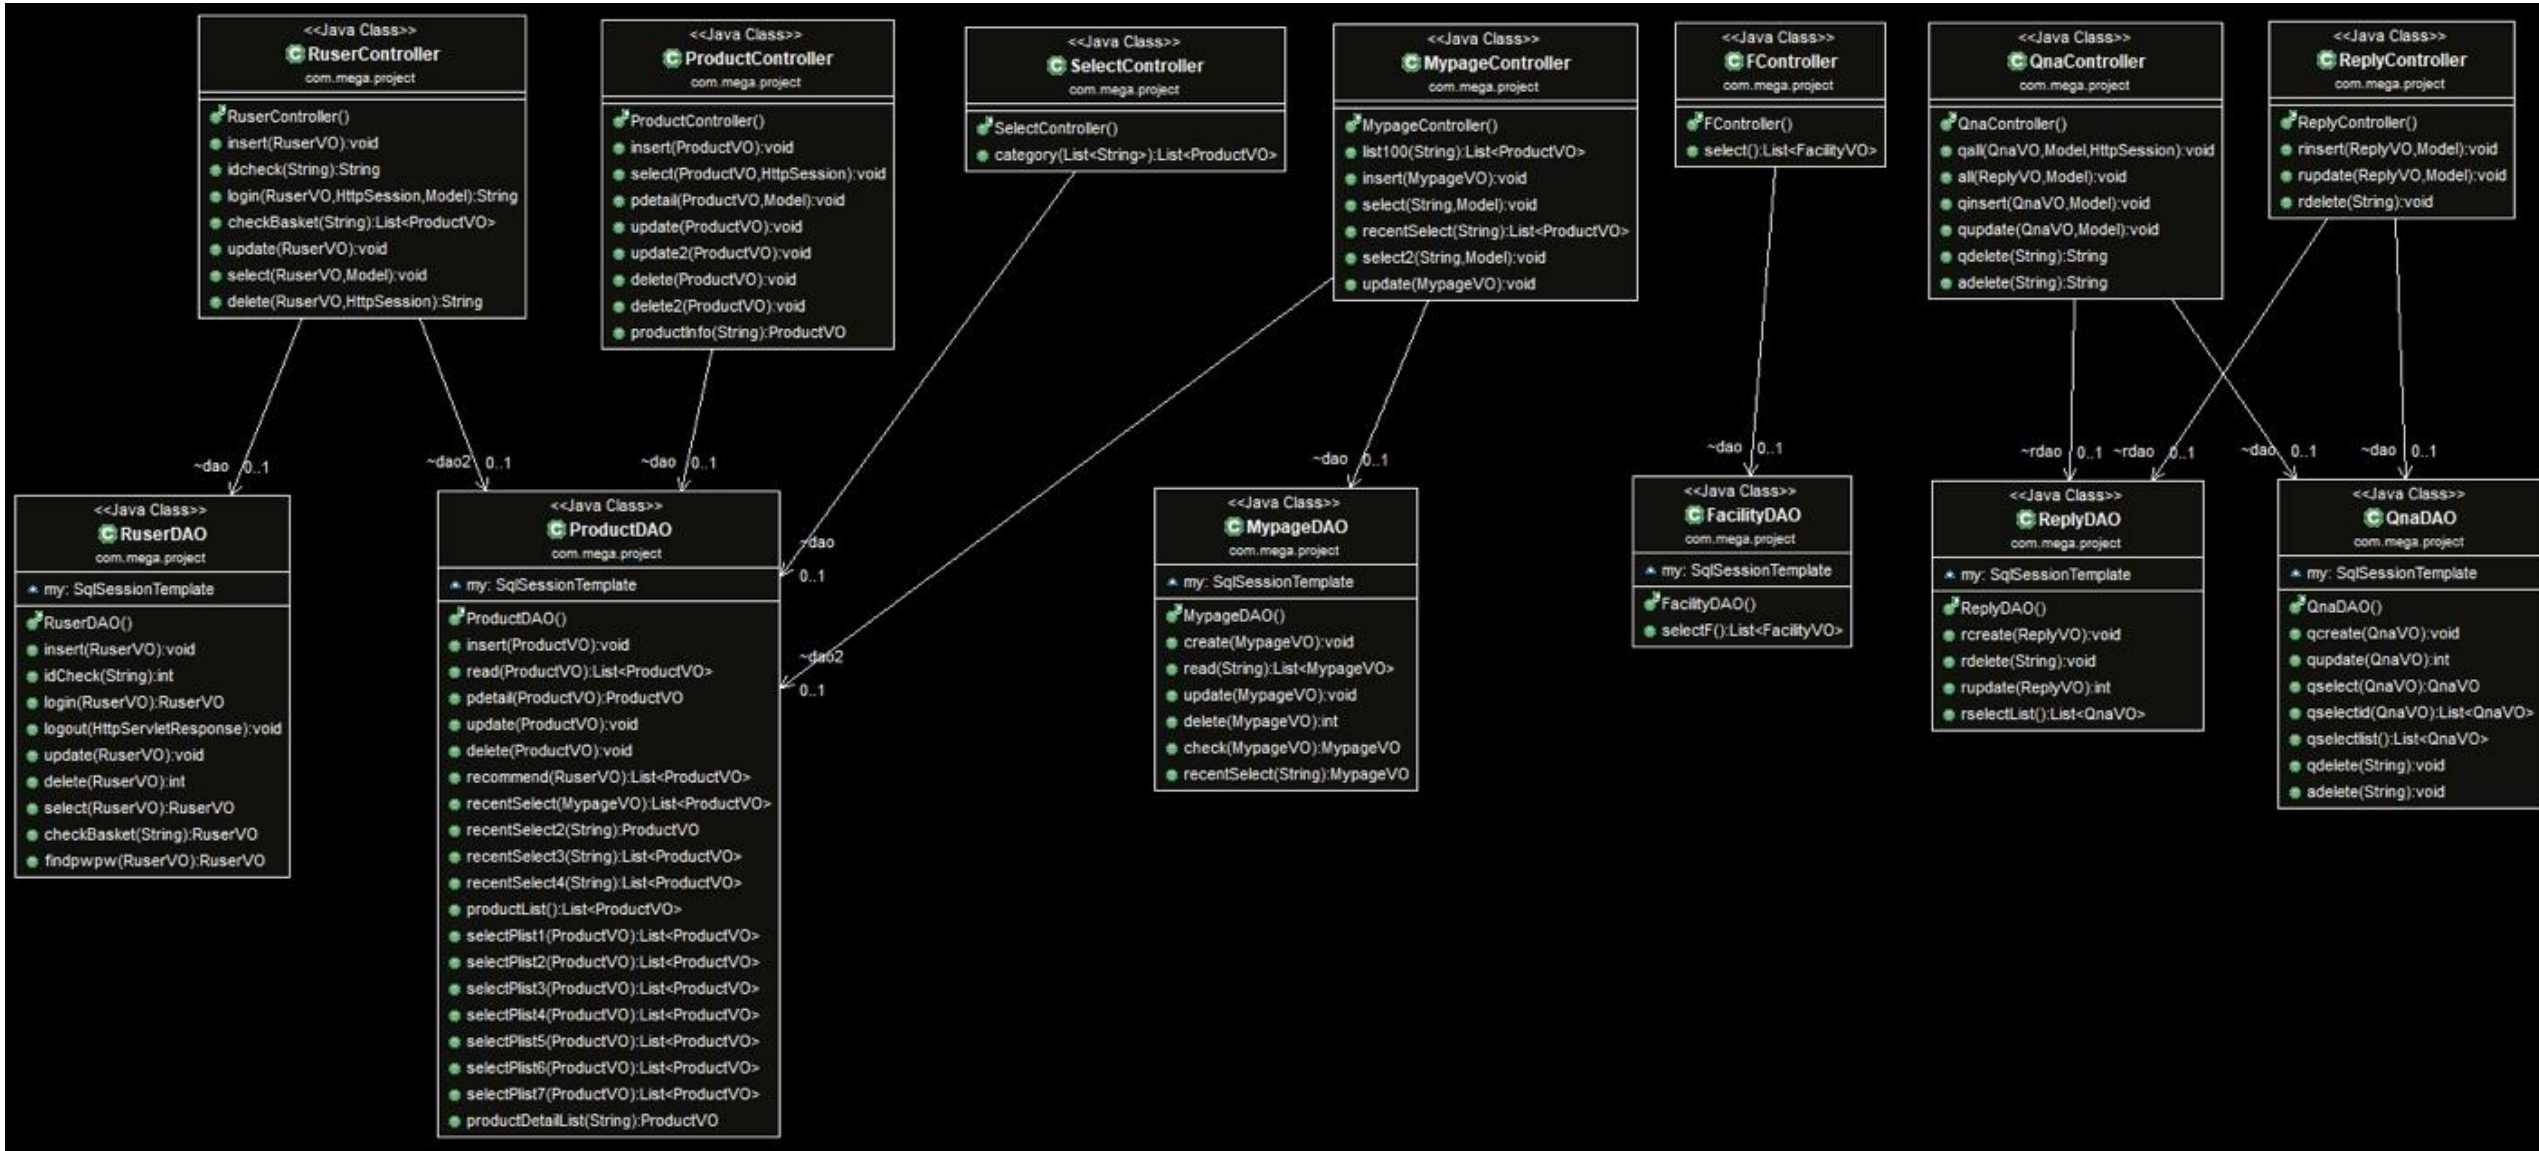 <<Java Class>>
RuserController
com.mega.project
RuserController()
insert(RuserVO):void
idcheck(String):String
login(RuserVO,HttpSession,Model):String
checkBasket(String):List<ProductVO>
update(RuserVO):void
select(RuserVO,Model):void
delete(RuserVO,HttpSession):String
<<Java Class>>
ProductController
com.mega.project
ProductController()
insert(ProductVO):void
select(ProductVO,HttpSession):void
pdetail(ProductVO,Model):void
update(ProductVO):void
update2(ProductVO):void
delete(ProductVO):void
delete2(ProductVO):void
productInfo(String):ProductVO
<<Java Class>>
SelectController
com.mega.project
SelectController()
category(List<String>):List<ProductVO>
<<Java Class>>
MypageController
com.mega.project
MypageController()
list100(String):List<ProductVO>
insert(MypageVO):void
select(String,Model):void
recentSelect(String):List<ProductVO>
select2(String,Model):void
update(MypageVO):void
<<Java Class>>
FController
com.mega.project
FController()
select():List<FacilityVO>
<<Java Class>>
QnaController
com.mega.project
QnaController()
qall(QnaVO,Model,HttpSession):void
all(ReplyVO,Model):void
qinsert(QnaVO,Model):void
qupdate(QnaVO,Model):void
qdelete(String):String
adelete(String):String
<<Java Class>>
ReplyController
com.mega.project
ReplyController()
rinsert(ReplyVO,Model):void
rupdate(ReplyVO,Model):void
rdelete(String):void
~dao 0..1
~dao2 0..1
~dao 0..1
~dao
0..1
~dao2
0..1
~dao 0..1
~dao 0..1
~rdao 0..1
~rdao 0..1
~dao 0..1
~dao 0..1
<<Java Class>>
RuserDAO
com.mega.project
my: SqlSessionTemplate
RuserDAO()
insert(RuserVO):void
idCheck(String):int
login(RuserVO):RuserVO
logout(HttpServletResponse):void
update(RuserVO):void
delete(RuserVO):int
select(RuserVO):RuserVO
checkBasket(String):RuserVO
findpwpw(RuserVO):RuserVO
<<Java Class>>
ProductDAO
com.mega.project
my: SqlSessionTemplate
ProductDAO()
insert(ProductVO):void
read(ProductVO):List<ProductVO>
pdetail(ProductVO):ProductVO
update(ProductVO):void
delete(ProductVO):void
recommend(RuserVO):List<ProductVO>
recentSelect(MypageVO):List<ProductVO>
recentSelect2(String):ProductVO
recentSelect3(String):List<ProductVO>
recentSelect4(String):List<ProductVO>
productList():List<ProductVO>
selectPlist1(ProductVO):List<ProductVO>
selectPlist2(ProductVO):List<ProductVO>
selectPlist3(ProductVO):List<ProductVO>
selectPlist4(ProductVO):List<ProductVO>
selectPlist5(ProductVO):List<ProductVO>
selectPlist6(ProductVO):List<ProductVO>
selectPlist7(ProductVO):List<ProductVO>
productDetailList(String):ProductVO
<<Java Class>>
MypageDAO
com.mega.project
my: SqlSessionTemplate
MypageDAO()
create(MypageVO):void
read(String):List<MypageVO>
update(MypageVO):void
delete(MypageVO):int
check(MypageVO):MypageVO
recentSelect(String):MypageVO
<<Java Class>>
FacilityDAO
com.mega.project
my: SqlSessionTemplate
FacilityDAO()
selectF():List<FacilityVO>
<<Java Class>>
ReplyDAO
com.mega.project
my: SqlSessionTemplate
ReplyDAO()
rcreate(ReplyVO):void
rdelete(String):void
rupdate(ReplyVO):int
rselectList():List<QnaVO>
<<Java Class>>
QnaDAO
com.mega.project
my: SqlSessionTemplate
QnaDAO()
qcreate(QnaVO):void
qupdate(QnaVO):int
qselect(QnaVO):QnaVO
qselectid(QnaVO):List<QnaVO>
qselectlist():List<QnaVO>
qdelete(String):void
adelete(String):void